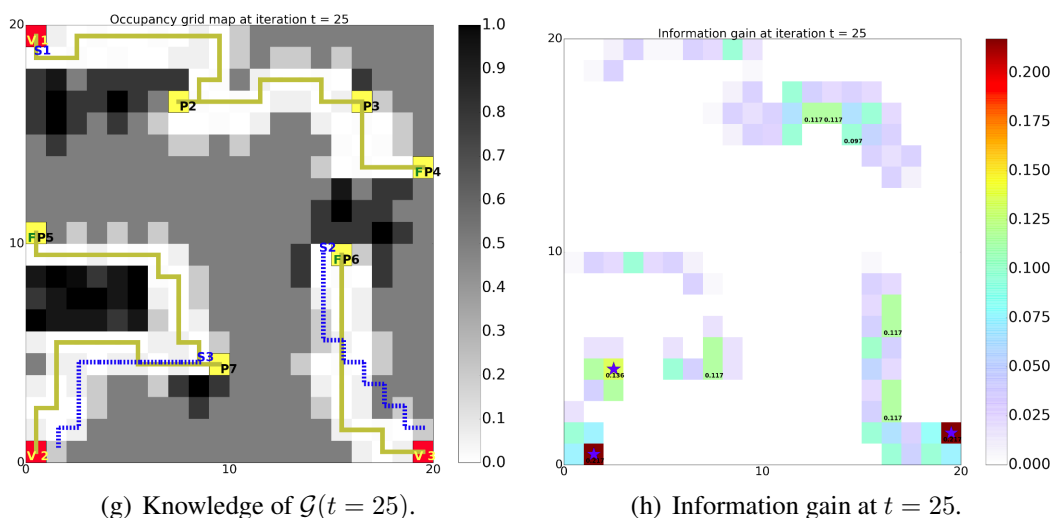 Occupancy grid map at iteration t = 25
20
V 1
S1
P2
P3
F P4
10
F P5
S2
F P6
S3
P7
V 2
V 3
0
0
10
20
1.0
0.9
0.8
0.7
0.6
0.5
0.4
0.3
0.2
0.1
0.0
(g) Knowledge of 𝒢(t = 25).
Information gain at iteration t = 25
20
0.117 0.117
0.097
10
0.117
0.136
0.117
0.117
0
0
10
20
0.200
0.175
0.150
0.125
0.100
0.075
0.050
0.025
0.000
(h) Information gain at t = 25.